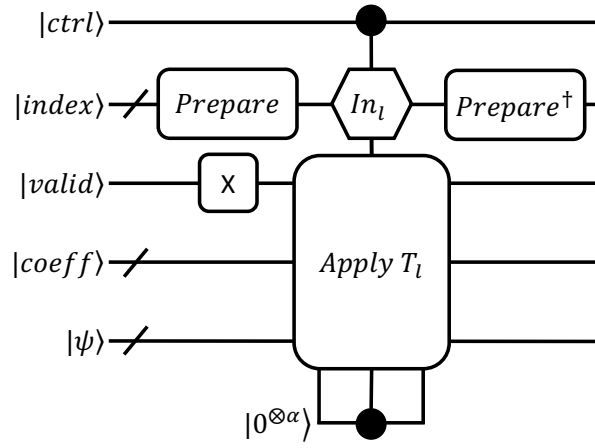 |ctrl⟩
|index⟩ Prepare In_l Prepare^†
|valid⟩ X
|coeff⟩ Apply T_l
|ψ⟩
|0^{⊗α}⟩